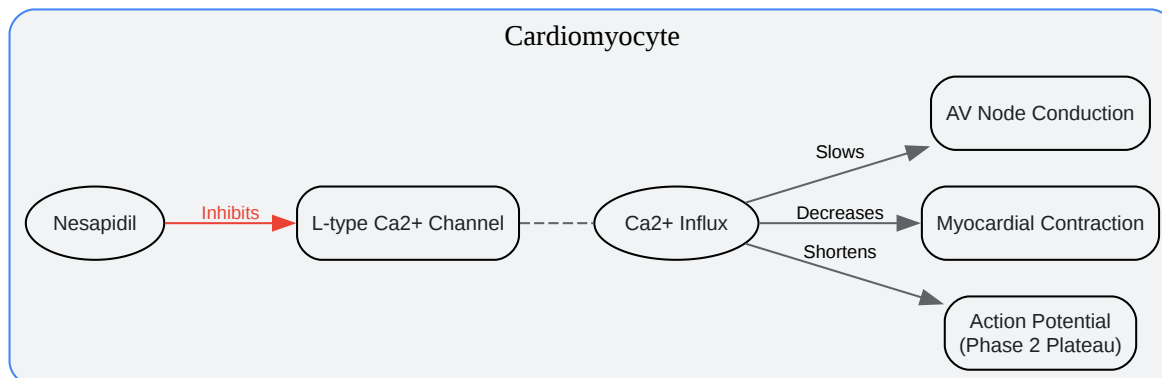 Cardiomyocyte
Nesapidil
Inhibits
L-type Ca2+ Channel
Ca2+ Influx
Slows
AV Node Conduction
Decreases
Myocardial Contraction
Shortens
Action Potential
(Phase 2 Plateau)